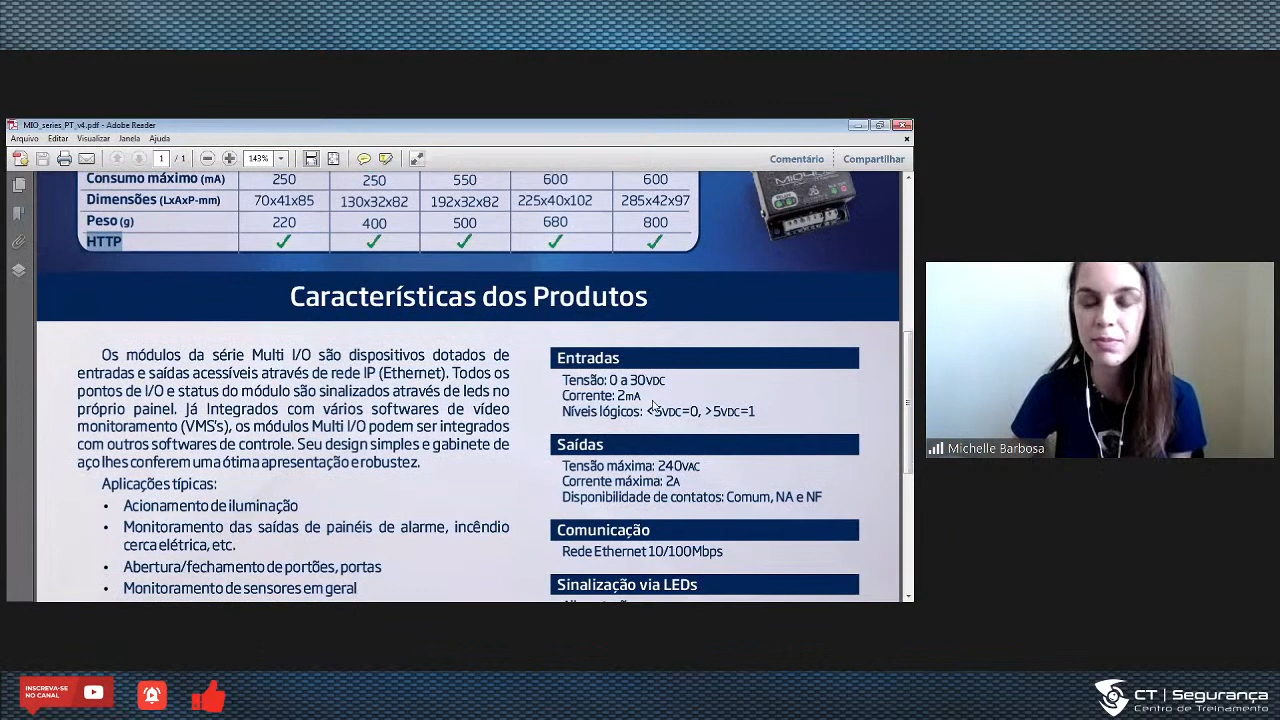 MIO_series_PT_v4.pdf - Adobe Reader
Arquivo Editar Visualizar Janela Ajuda
1 / 1 143% Comentário Compartilhar
Consumo máximo (mA) 250 250 550 600 600
Dimensões (LxAxP-mm) 70x41x85 130x32x82 192x32x82 225x40x102 285x42x97
Peso (g) 220 400 500 680 800
HTTP ✓ ✓ ✓ ✓ ✓
Características dos Produtos
Os módulos da série Multi I/O são dispositivos dotados de
entradas e saídas acessíveis através de rede IP (Ethernet). Todos os
pontos de I/O e status do módulo são sinalizados através de leds no
próprio painel. Já Integrados com vários softwares de vídeo
monitoramento (VMS's), os módulos Multi I/O podem ser integrados
com outros softwares de controle. Seu design simples e gabinete de
aço lhes conferem uma ótima apresentação e robustez.
Aplicações típicas:
• Acionamento de iluminação
• Monitoramento das saídas de painéis de alarme, incêndio
cerca elétrica, etc.
• Abertura/fechamento de portões, portas
• Monitoramento de sensores em geral
Entradas
Tensão: 0 a 30VDC
Corrente: 2mA
Níveis lógicos: <3VDC=0, >5VDC=1
Saídas
Tensão máxima: 240VAC
Corrente máxima: 2A
Disponibilidade de contatos: Comum, NA e NF
Comunicação
Rede Ethernet 10/100Mbps
Sinalização via LEDs
Michelle Barbosa
INSCREVA-SE
NO CANAL
CT | Segurança
Centro de Treinamento